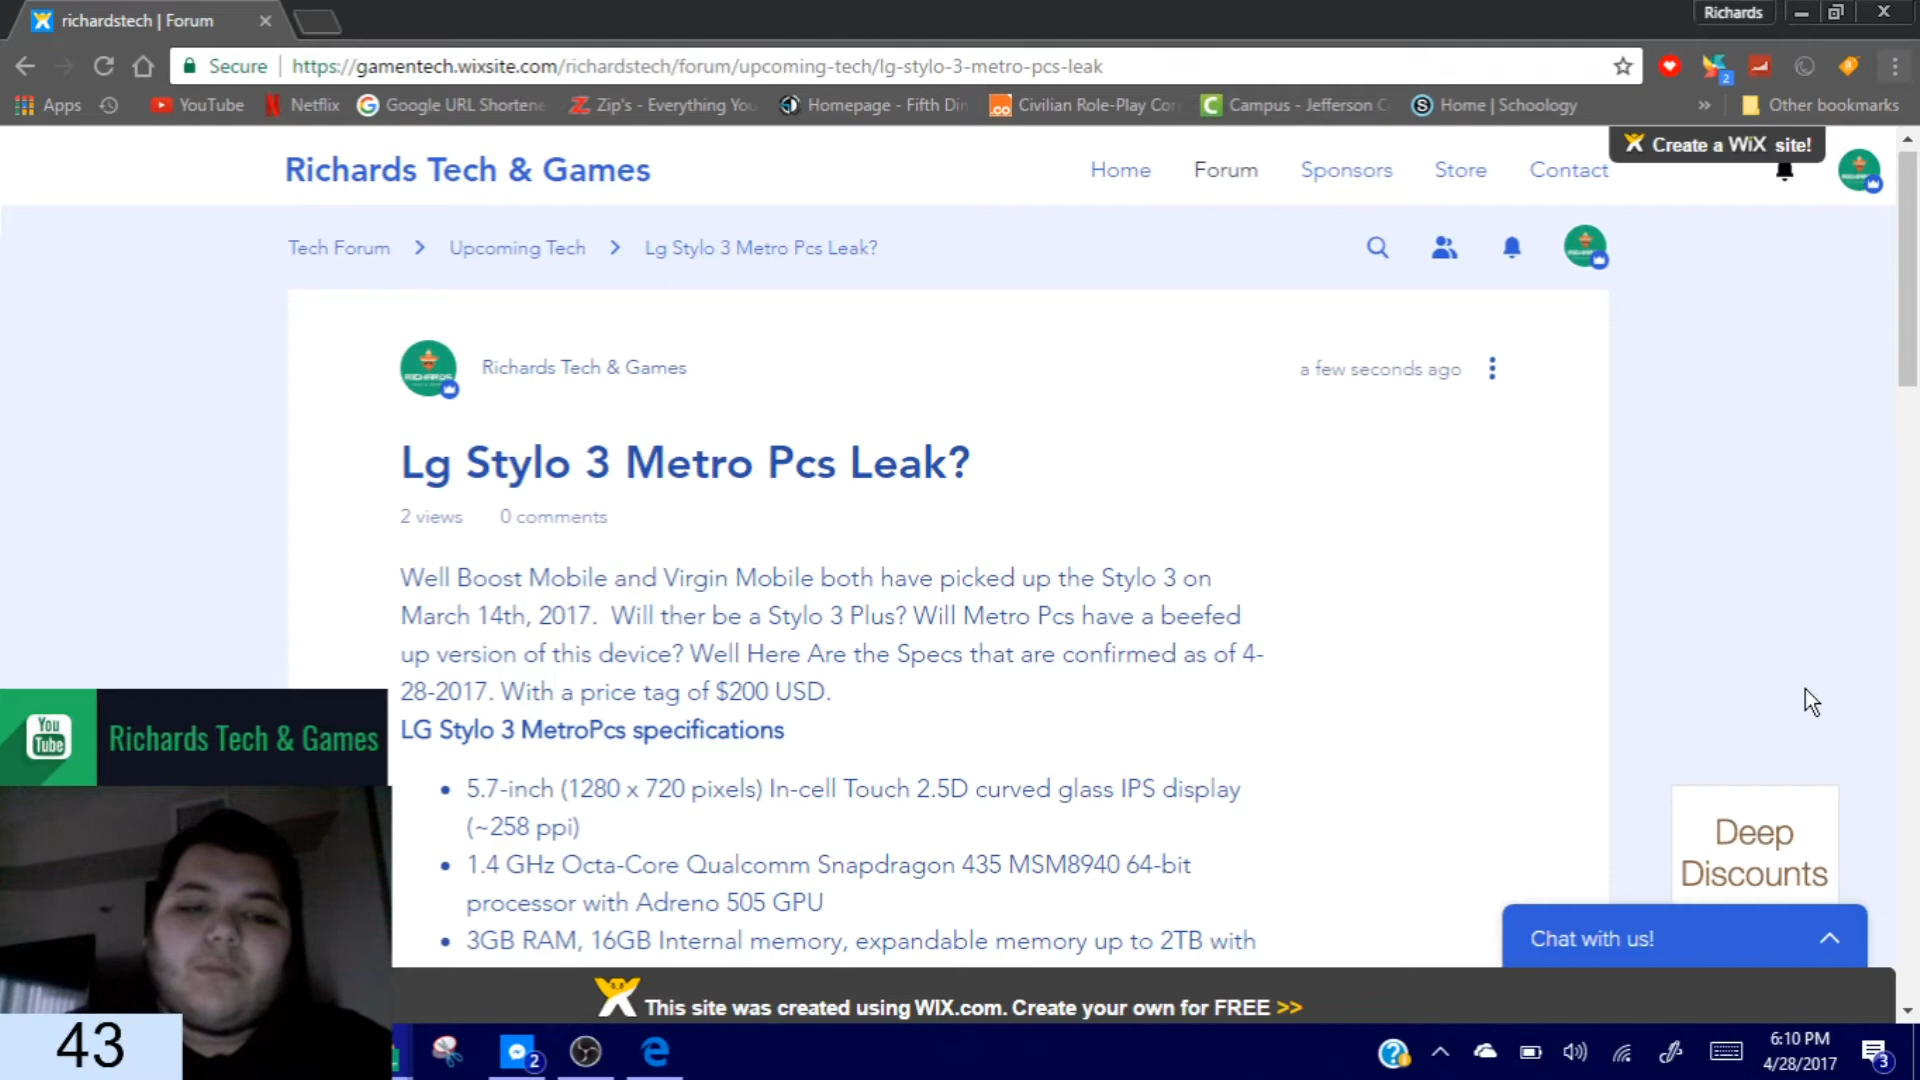 richardstech | Forum
Richards
Secure
https://gamentech.wixsite.com/richardstech/forum/upcoming-tech/lg-stylo-3-metro-pcs-leak
2
Apps YouTube Netflix Google URL Shortene Zip's - Everything You Homepage - Fifth Din Civilian Role-Play Co Campus - Jefferson C Home | Schoology » Other bookmarks
Create a WiX site!
Richards Tech & Games
Home Forum Sponsors Store Contact
Tech Forum > Upcoming Tech > Lg Stylo 3 Metro Pcs Leak?
Richards Tech & Games
a few seconds ago
Lg Stylo 3 Metro Pcs Leak?
2 views 0 comments
Well Boost Mobile and Virgin Mobile both have picked up the Stylo 3 on
March 14th, 2017. Will ther be a Stylo 3 Plus? Will Metro Pcs have a beefed
up version of this device? Well Here Are the Specs that are confirmed as of 4-
28-2017. With a price tag of $200 USD.
LG Stylo 3 MetroPcs specifications
• 5.7-inch (1280 x 720 pixels) In-cell Touch 2.5D curved glass IPS display
(~258 ppi)
• 1.4 GHz Octa-Core Qualcomm Snapdragon 435 MSM8940 64-bit
processor with Adreno 505 GPU
• 3GB RAM, 16GB Internal memory, expandable memory up to 2TB with
You
Tube
Richards Tech & Games
43
Deep
Discounts
Chat with us!
This site was created using WIX.com. Create your own for FREE >>
2
6:10 PM
4/28/2017
3